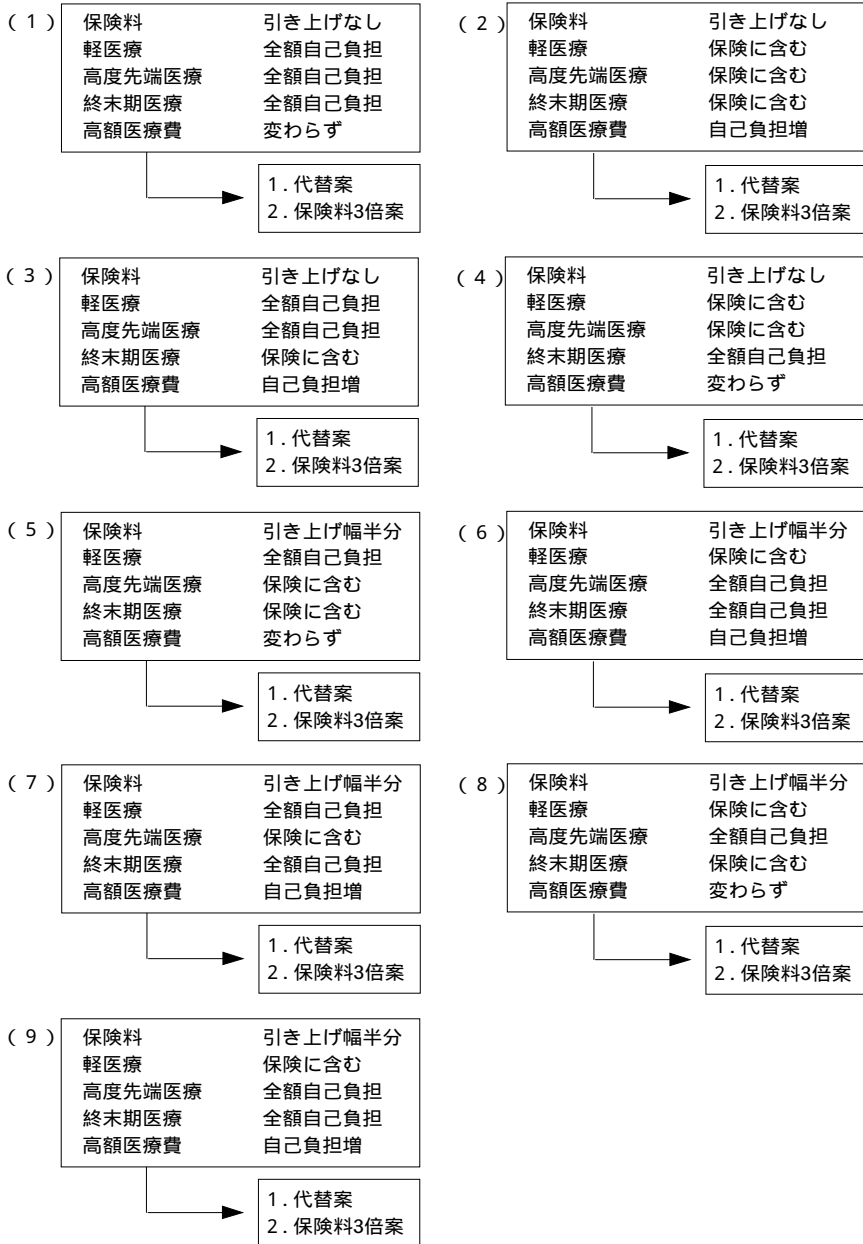 (1)
保険料 引き上げなし
軽医療 全額自己負担
高度先端医療 全額自己負担
終末期医療 全額自己負担
高額医療費 変わらず
1.代替案
2.保険料3倍案
(2)
保険料 引き上げなし
軽医療 保険に含む
高度先端医療 保険に含む
終末期医療 保険に含む
高額医療費 自己負担増
1.代替案
2.保険料3倍案
(3)
保険料 引き上げなし
軽医療 全額自己負担
高度先端医療 全額自己負担
終末期医療 保険に含む
高額医療費 自己負担増
1.代替案
2.保険料3倍案
(4)
保険料 引き上げなし
軽医療 保険に含む
高度先端医療 保険に含む
終末期医療 全額自己負担
高額医療費 変わらず
1.代替案
2.保険料3倍案
(5)
保険料 引き上げ幅半分
軽医療 全額自己負担
高度先端医療 保険に含む
終末期医療 保険に含む
高額医療費 変わらず
1.代替案
2.保険料3倍案
(6)
保険料 引き上げ幅半分
軽医療 保険に含む
高度先端医療 全額自己負担
終末期医療 全額自己負担
高額医療費 自己負担増
1.代替案
2.保険料3倍案
(7)
保険料 引き上げ幅半分
軽医療 全額自己負担
高度先端医療 保険に含む
終末期医療 全額自己負担
高額医療費 自己負担増
1.代替案
2.保険料3倍案
(8)
保険料 引き上げ幅半分
軽医療 保険に含む
高度先端医療 全額自己負担
終末期医療 保険に含む
高額医療費 変わらず
1.代替案
2.保険料3倍案
(9)
保険料 引き上げ幅半分
軽医療 保険に含む
高度先端医療 全額自己負担
終末期医療 全額自己負担
高額医療費 自己負担増
1.代替案
2.保険料3倍案